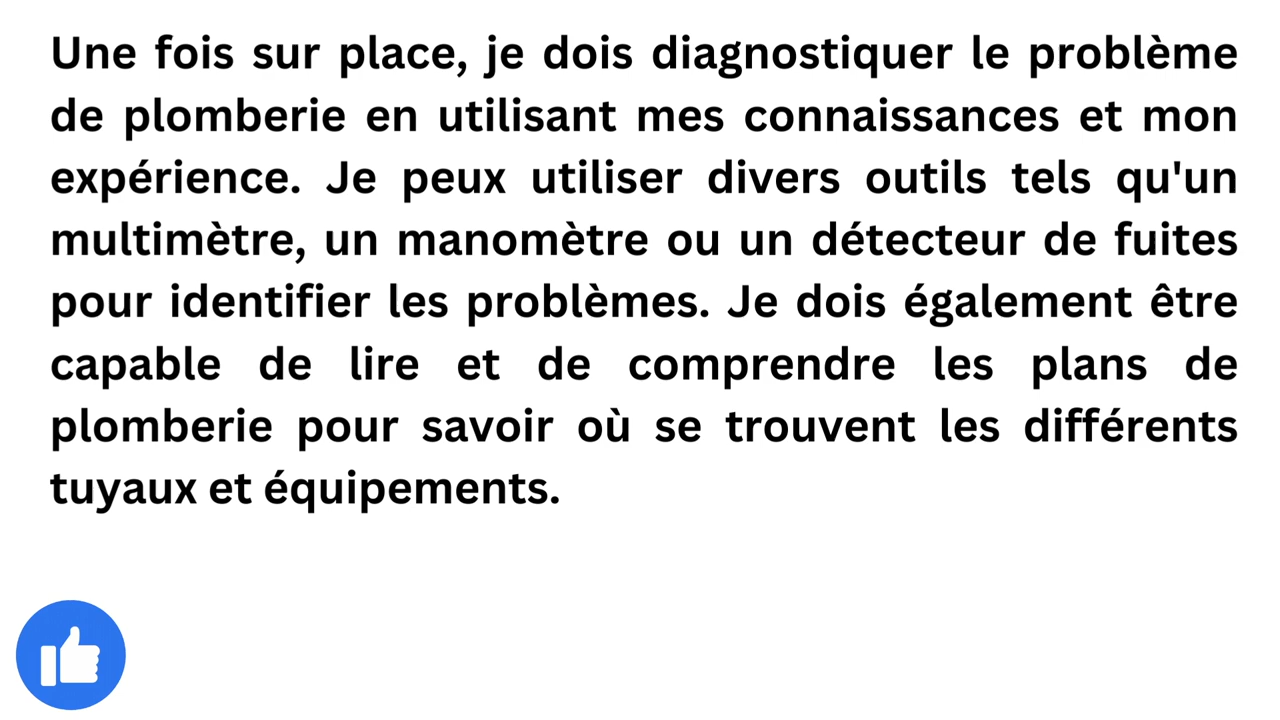 Une fois sur place, je dois diagnostiquer le problème
de plomberie en utilisant mes connaissances et mon
expérience. Je peux utiliser divers outils tels qu'un
multimètre, un manomètre ou un détecteur de fuites
pour identifier les problèmes. Je dois également être
capable de lire et de comprendre les plans de
plomberie pour savoir où se trouvent les différents
tuyaux et équipements.